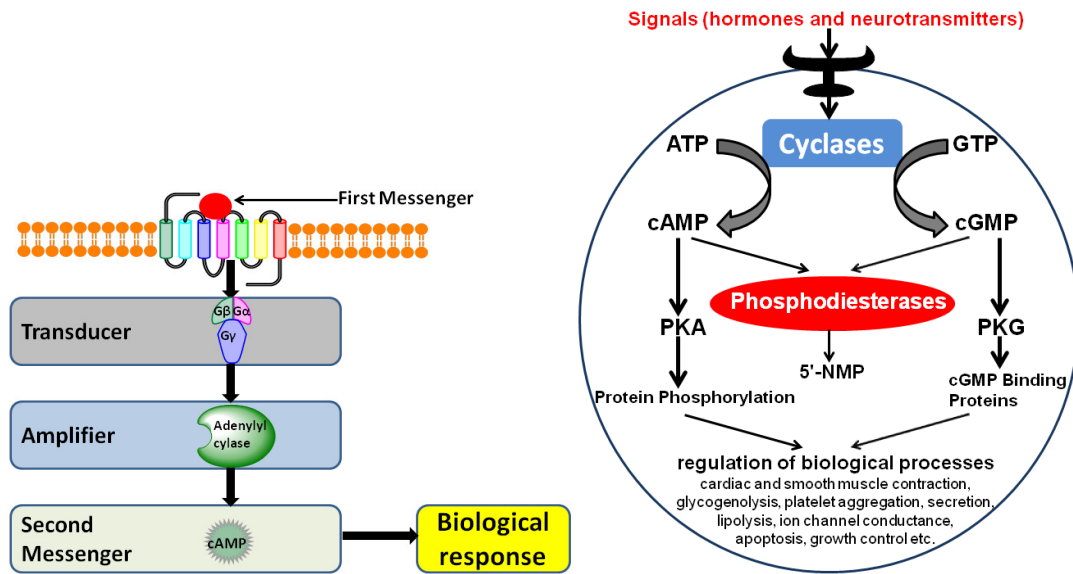 First Messenger
Transducer
Gβ Gα
Gγ
Amplifier
Adenylyl
cylase
Second
Messenger
cAMP
Biological
response
Signals (hormones and neurotransmitters)
Cyclases
ATP
GTP
cAMP
cGMP
Phosphodiesterases
PKA
PKG
5'-NMP
Protein Phosphorylation
cGMP Binding
Proteins
regulation of biological processes
cardiac and smooth muscle contraction,
glycogenolysis, platelet aggregation, secretion,
lipolysis, ion channel conductance,
apoptosis, growth control etc.